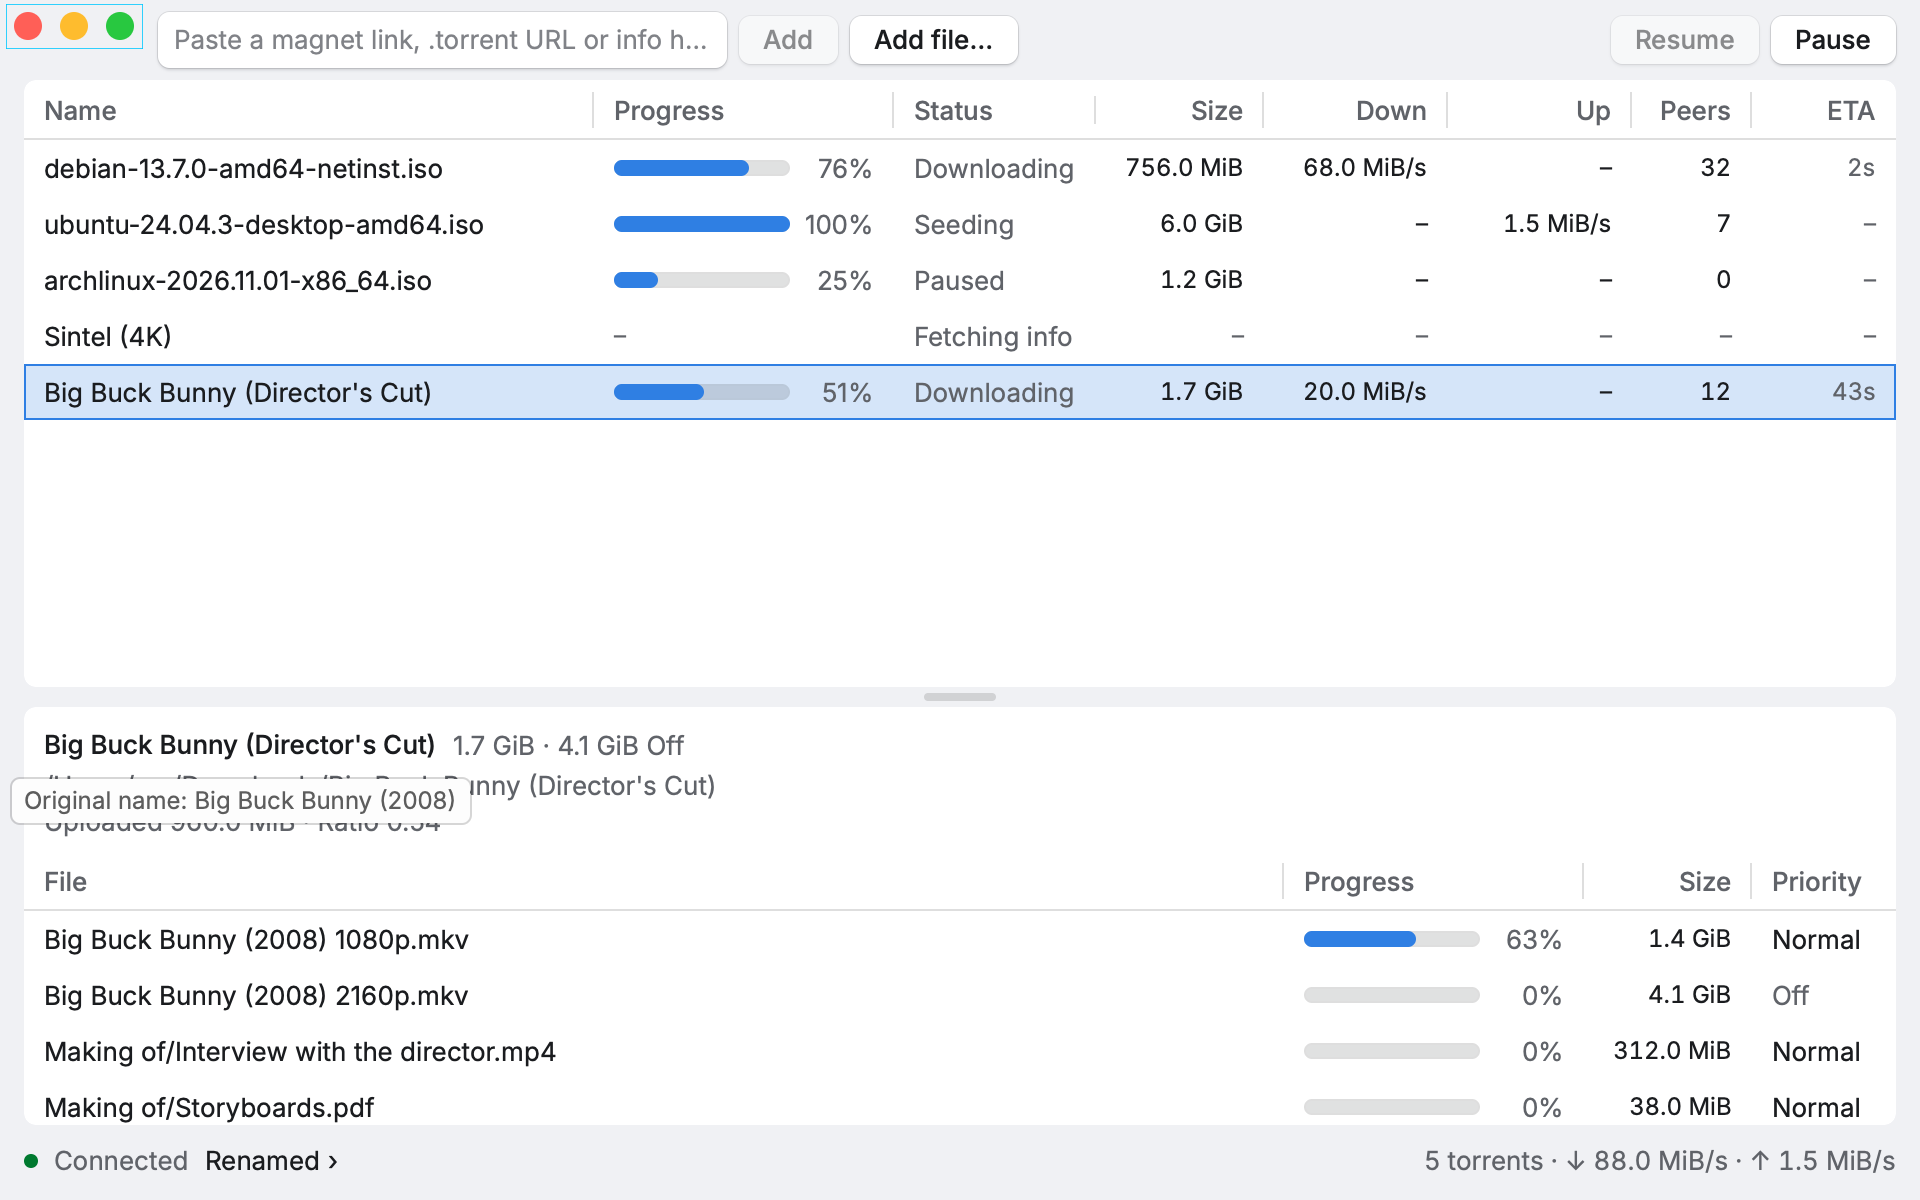 Paste a magnet link, .torrent URL or info h... Add Add file... Resume Pause
Name Progress Status Size Down Up Peers ETA
debian-13.7.0-amd64-netinst.iso 76% Downloading 756.0 MiB 68.0 MiB/s – 32 2s
ubuntu-24.04.3-desktop-amd64.iso 100% Seeding 6.0 GiB – 1.5 MiB/s 7 –
archlinux-2026.11.01-x86_64.iso 25% Paused 1.2 GiB – – 0 –
Sintel (4K) – Fetching info – – – – –
Big Buck Bunny (Director's Cut) 51% Downloading 1.7 GiB 20.0 MiB/s – 12 43s
Big Buck Bunny (Director's Cut) 1.7 GiB · 4.1 GiB Off
(Director's Cut)
Original name: Big Buck Bunny (2008)
File Progress Size Priority
Big Buck Bunny (2008) 1080p.mkv 63% 1.4 GiB Normal
Big Buck Bunny (2008) 2160p.mkv 0% 4.1 GiB Off
Making of/Interview with the director.mp4 0% 312.0 MiB Normal
Making of/Storyboards.pdf 0% 38.0 MiB Normal
Connected Renamed › 5 torrents · ↓ 88.0 MiB/s · ↑ 1.5 MiB/s